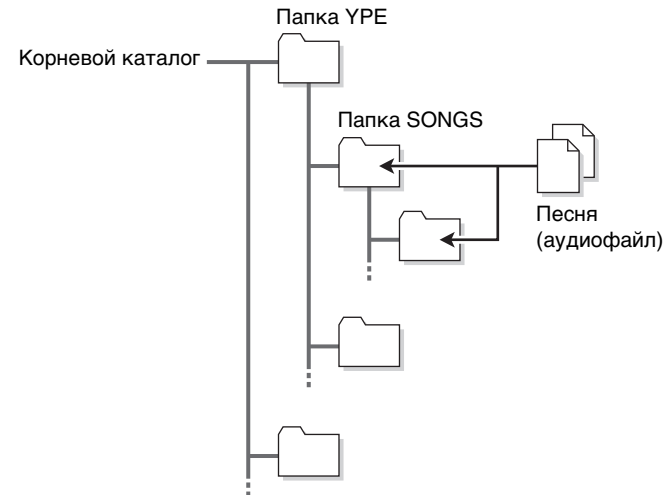 Папка YPE
Корневой каталог
Папка SONGS
Песня
(аудиофайл)